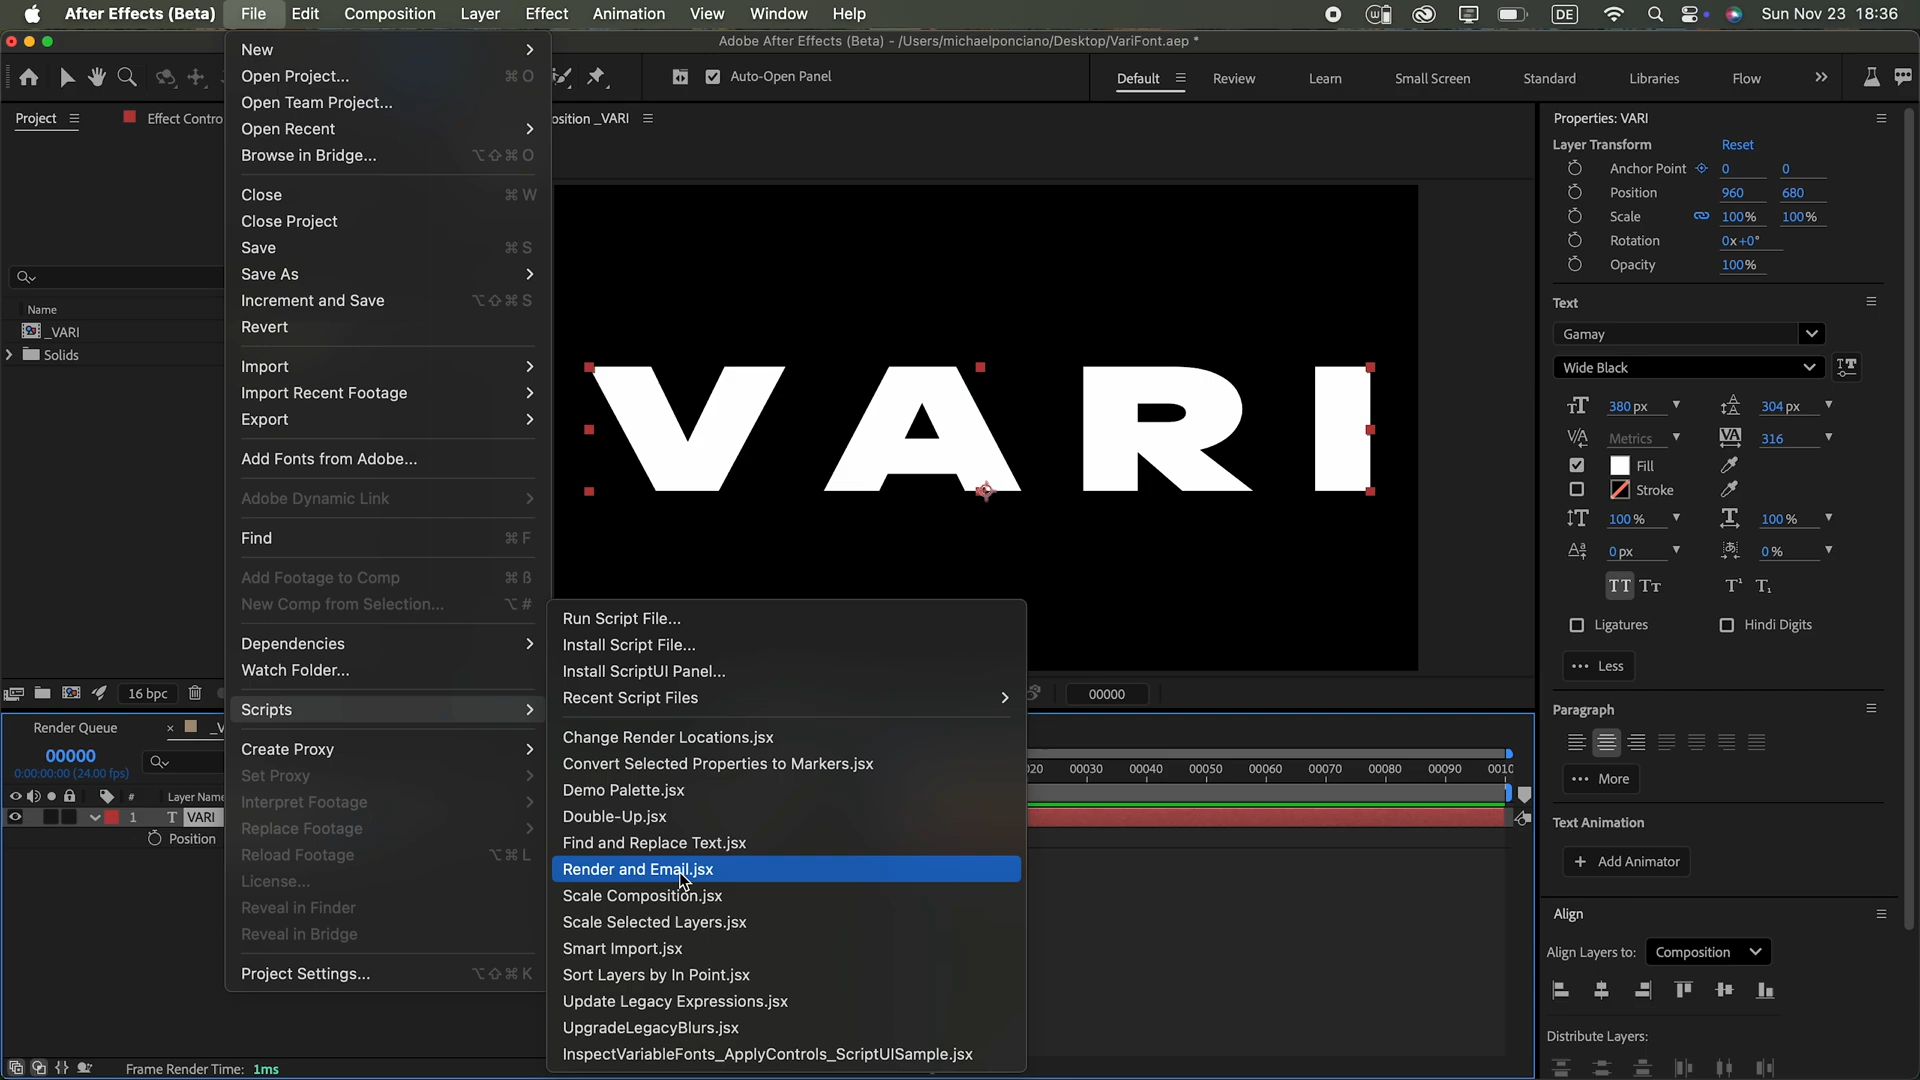 After Effects (Beta) File Edit Composition Layer Effect Animation View Window Help DE Sun Nov 23 18:36
Adobe After Effects (Beta) - /Users/michaelponciano/Desktop/VariFont.aep *
Auto-Open Panel
Default Review Learn Small Screen Standard Libraries Flow
Project Effect Contro
osition _VARI
Name
_VARI
Solids
16 bpc
New
Open Project... ⌘ O
Open Team Project...
Open Recent
Browse in Bridge... ⌥⇧⌘ O
Close ⌘ W
Close Project
Save ⌘ S
Save As
Increment and Save ⌥⇧⌘ S
Revert
Import
Import Recent Footage
Export
Add Fonts from Adobe...
Adobe Dynamic Link
Find ⌘ F
Add Footage to Comp ⌘ ß
New Comp from Selection... ⌥ #
Dependencies
Watch Folder...
Scripts
Create Proxy
Set Proxy
Interpret Footage
Replace Footage
Reload Footage ⌥⌘ L
License...
Reveal in Finder
Reveal in Bridge
Project Settings... ⌥⇧⌘ K
Run Script File...
Install Script File...
Install ScriptUI Panel...
Recent Script Files
Change Render Locations.jsx
Convert Selected Properties to Markers.jsx
Demo Palette.jsx
Double-Up.jsx
Find and Replace Text.jsx
Render and Email.jsx
Scale Composition.jsx
Scale Selected Layers.jsx
Smart Import.jsx
Sort Layers by In Point.jsx
Update Legacy Expressions.jsx
UpgradeLegacyBlurs.jsx
InspectVariableFonts_ApplyControls_ScriptUISample.jsx
VARI
00000
Properties: VARI
Layer Transform Reset
Anchor Point 0 0
Position 960 680
Scale 100% 100%
Rotation 0x+0°
Opacity 100%
Text
Gamay
Wide Black
380 px 304 px
Metrics 316
Fill
Stroke
100 % 100 %
0 px 0 %
TT Tт T¹ T₁
Ligatures Hindi Digits
Less
Paragraph
More
Text Animation
+ Add Animator
Align
Align Layers to: Composition
Distribute Layers:
Render Queue × _V
00000
0:00:00:00 (24.00 fps)
# Layer Name
1 T VARI
Position
020 00030 00040 00050 00060 00070 00080 00090 0010
Frame Render Time: 1ms